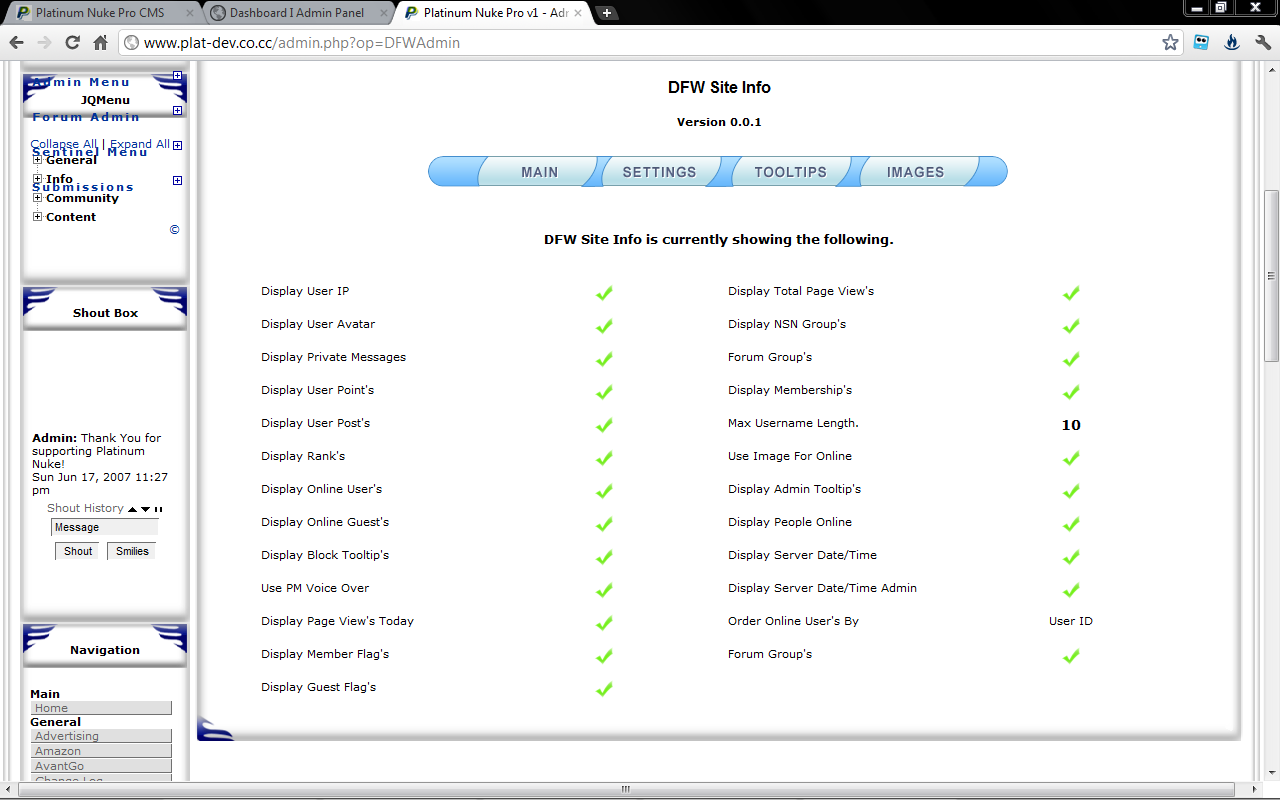 Platinum Nuke Pro CMS
Dashboard I Admin Panel
Platinum Nuke Pro v1 - Adr
www.plat-dev.co.cc/admin.php?op=DFWAdmin
Admin Menu
JQMenu
Forum Admin
Collapse All | Expand All
Sentinel Menu
General
Info
Submissions
Community
Content
©
Shout Box
Admin: Thank You for
supporting Platinum
Nuke!
Sun Jun 17, 2007 11:27
pm
Shout History
Message
Shout Smilies
Navigation
Main
Home
General
Advertising
Amazon
AvantGo
Change Log
DFW Site Info
Version 0.0.1
MAIN SETTINGS TOOLTIPS IMAGES
DFW Site Info is currently showing the following.
Display User IP
Display Total Page View's
Display User Avatar
Display NSN Group's
Display Private Messages
Forum Group's
Display User Point's
Display Membership's
Display User Post's
Max Username Length. 10
Display Rank's
Use Image For Online
Display Online User's
Display Admin Tooltip's
Display Online Guest's
Display People Online
Display Block Tooltip's
Display Server Date/Time
Use PM Voice Over
Display Server Date/Time Admin
Display Page View's Today
Order Online User's By User ID
Display Member Flag's
Forum Group's
Display Guest Flag's